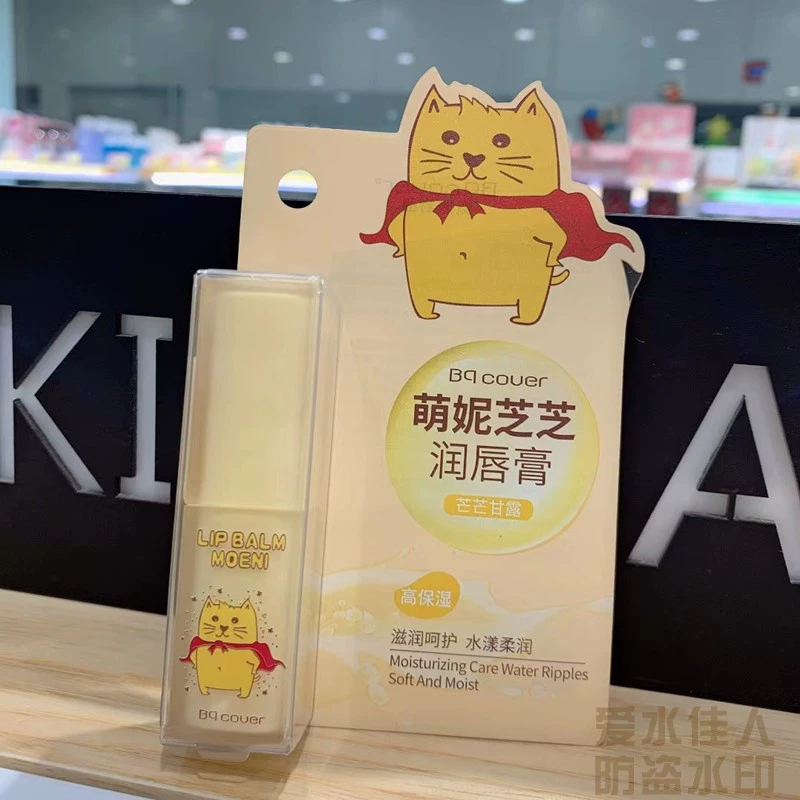 KI
A
Bq cover
萌妮芝芝
润唇膏
芒芒甘露
高保湿
滋润呵护 水漾柔润
Moisturizing Care Water Ripples
Soft And Moist
LIP BALM
MOENI
Bq cover
爱水佳人
防盗水印